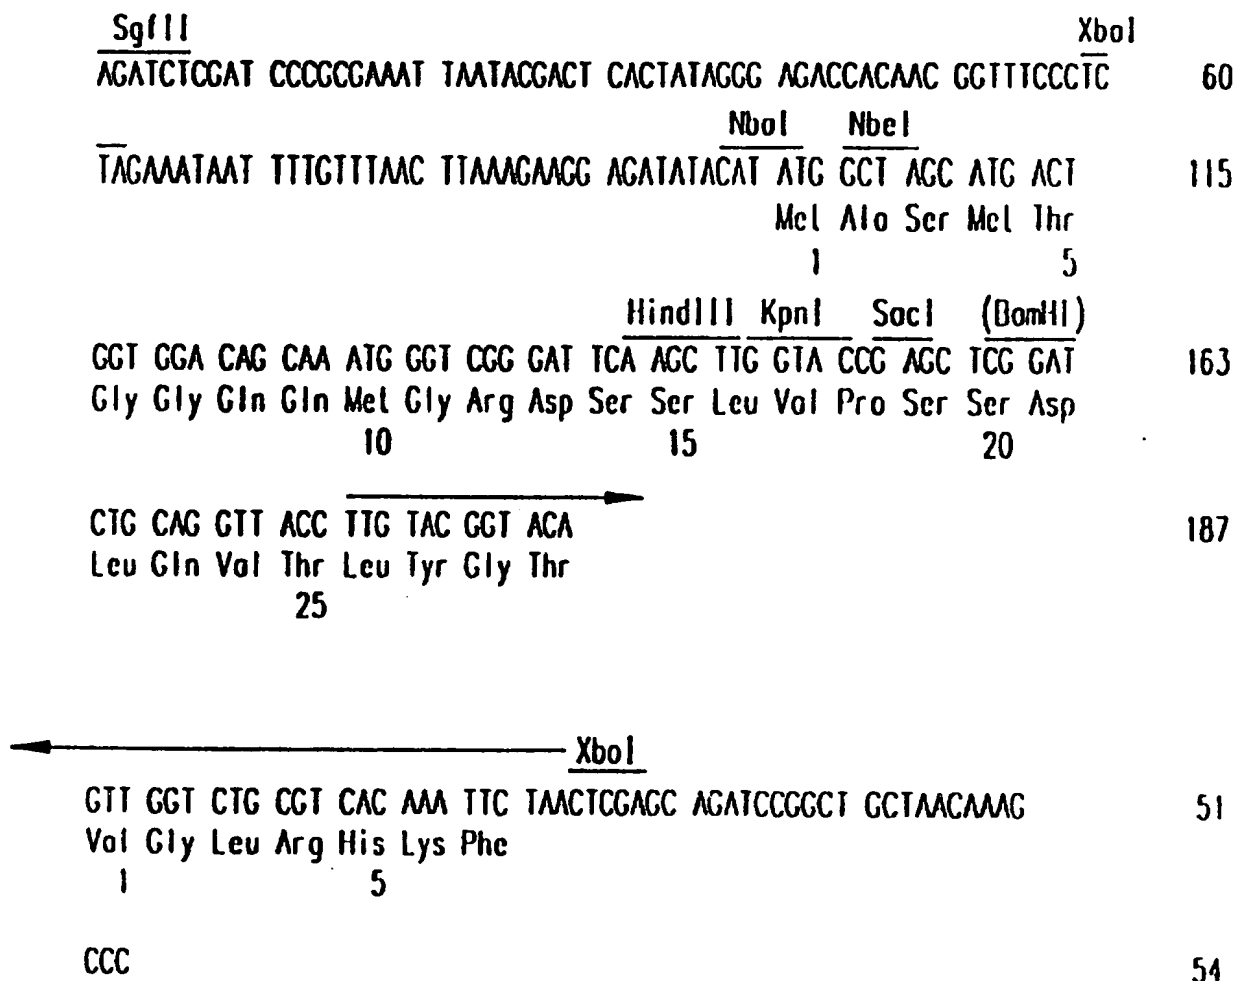 SgfII XbaI
AGATCTCGAT CCCGCGAAAT TAATACGACT CACTATAGGG AGACCACAAC GGTTTCCCTC 60
NboI NbeI
TAGAAATAAT TTTGTTTAAC TTAAAGAAGG AGATATACAT ATG GCT AGC ATG ACT 115
Met Ala Ser Met Thr
1 5
HindIII KpnI SacI (BamHI)
GGT GGA CAG CAA ATG GGT CGG GAT TCA AGC TTG GTA CCG AGC TCG GAT 163
Gly Gly Gln Gln Met Gly Arg Asp Ser Ser Leu Val Pro Ser Ser Asp
10 15 20
CTG CAG GTT ACC TTG TAC GGT ACA 187
Leu Gln Val Thr Leu Tyr Gly Thr
25
XboI
GTT GGT CTG CGT CAC AAA TTC TAACTCGAGC AGATCCGGCT GCTAACAAAG 51
Val Gly Leu Arg His Lys Phe
1 5
CCC 54